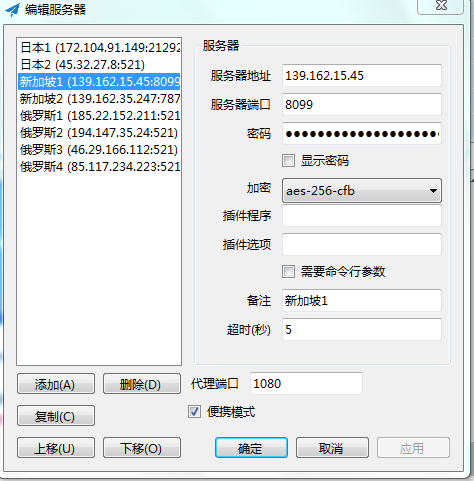 编辑服务器
日本1 (172.104.91.149:21292
日本2 (45.32.27.8:521)
新加坡1 (139.162.15.45:8099
新加坡2 (139.162.35.247:787
俄罗斯1 (185.22.152.211:521
俄罗斯2 (194.147.35.24:521)
俄罗斯3 (46.29.166.112:521)
俄罗斯4 (85.117.234.223:521
服务器
服务器地址 139.162.15.45
服务器端口 8099
密码 ●●●●●●●●●●●●●●●●●●●
显示密码
加密 aes-256-cfb
插件程序
插件选项
需要命令行参数
备注 新加坡1
超时(秒) 5
添加(A) 删除(D) 代理端口 1080
复制(C) 便携模式
上移(U) 下移(O) 确定 取消 应用